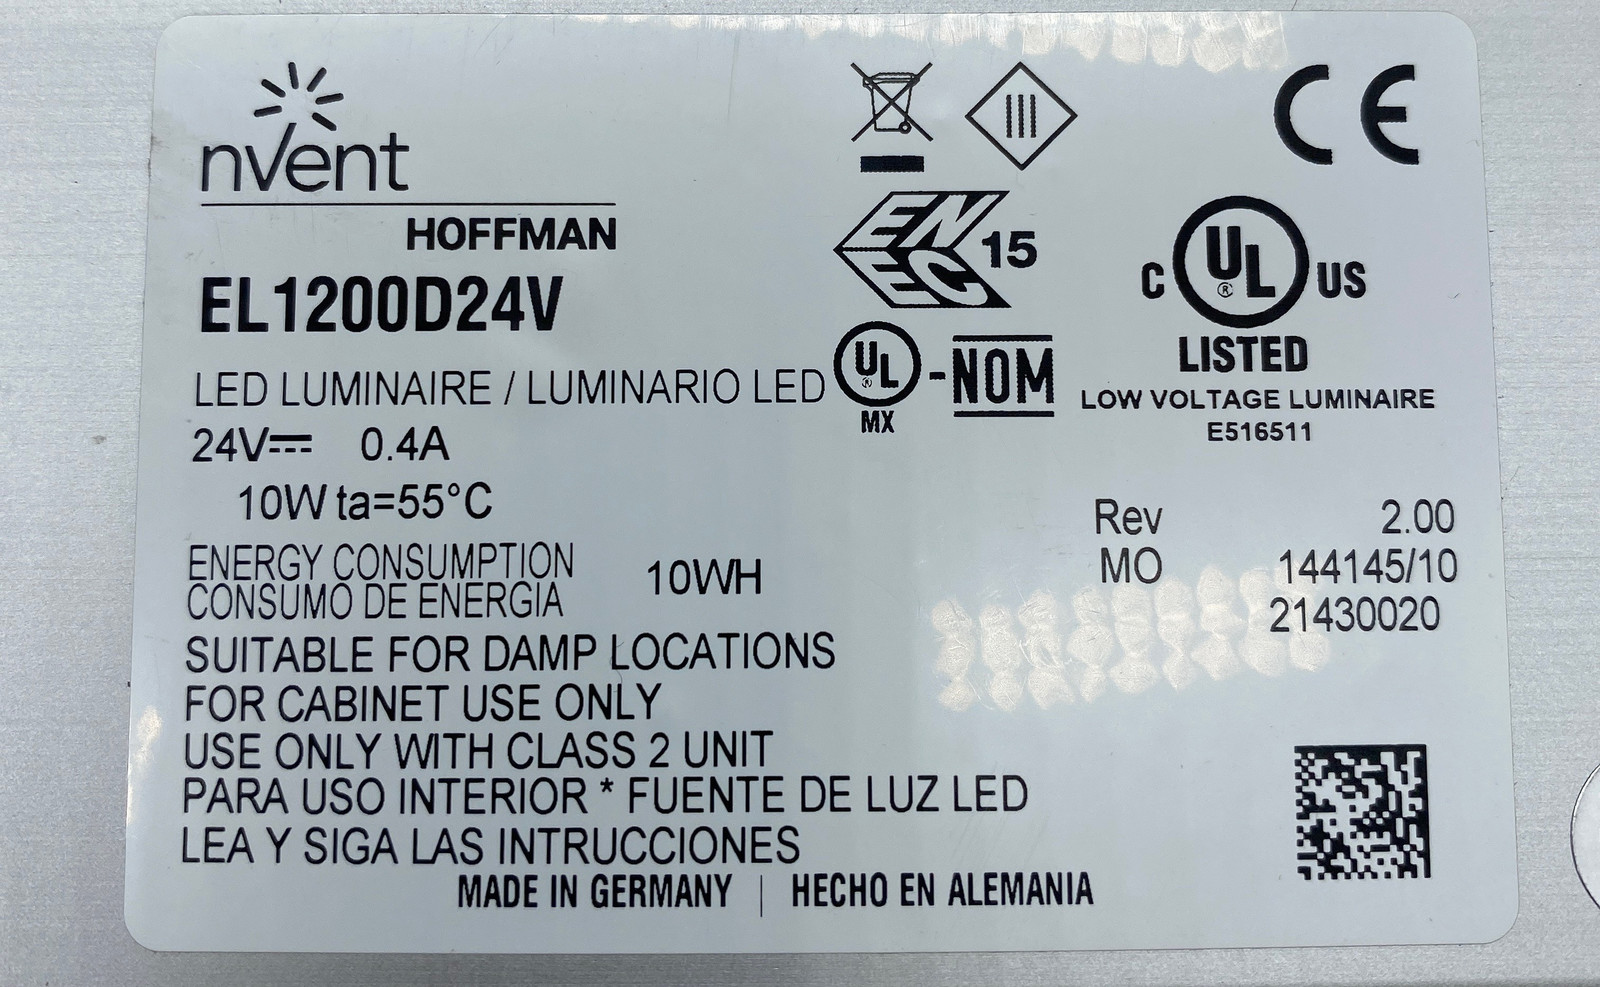 nVent
HOFFMAN
EL1200D24V
LED LUMINAIRE / LUMINARIO LED
24V⎓ 0.4A
10W ta=55°C
ENERGY CONSUMPTION
CONSUMO DE ENERGIA
10WH
SUITABLE FOR DAMP LOCATIONS
FOR CABINET USE ONLY
USE ONLY WITH CLASS 2 UNIT
PARA USO INTERIOR * FUENTE DE LUZ LED
LEA Y SIGA LAS INTRUCCIONES
MADE IN GERMANY | HECHO EN ALEMANIA
CE
EN
EC
15
C UL ® US
LISTED
LOW VOLTAGE LUMINAIRE
E516511
UL ® - NOM
MX
Rev 2.00
MO 144145/10
21430020